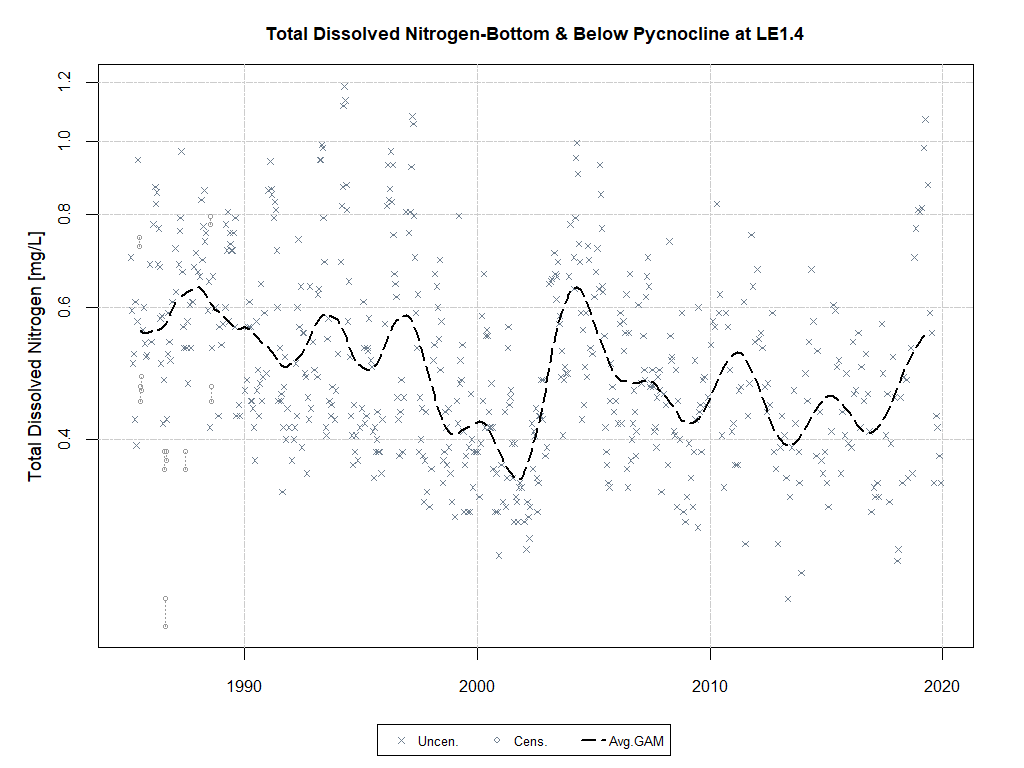 Total Dissolved Nitrogen-Bottom & Below Pycnocline at LE1.4
Total Dissolved Nitrogen [mg/L]
1.2
1.0
0.8
0.6
0.4
1990 2000 2010 2020
Uncen. Cens. Avg.GAM